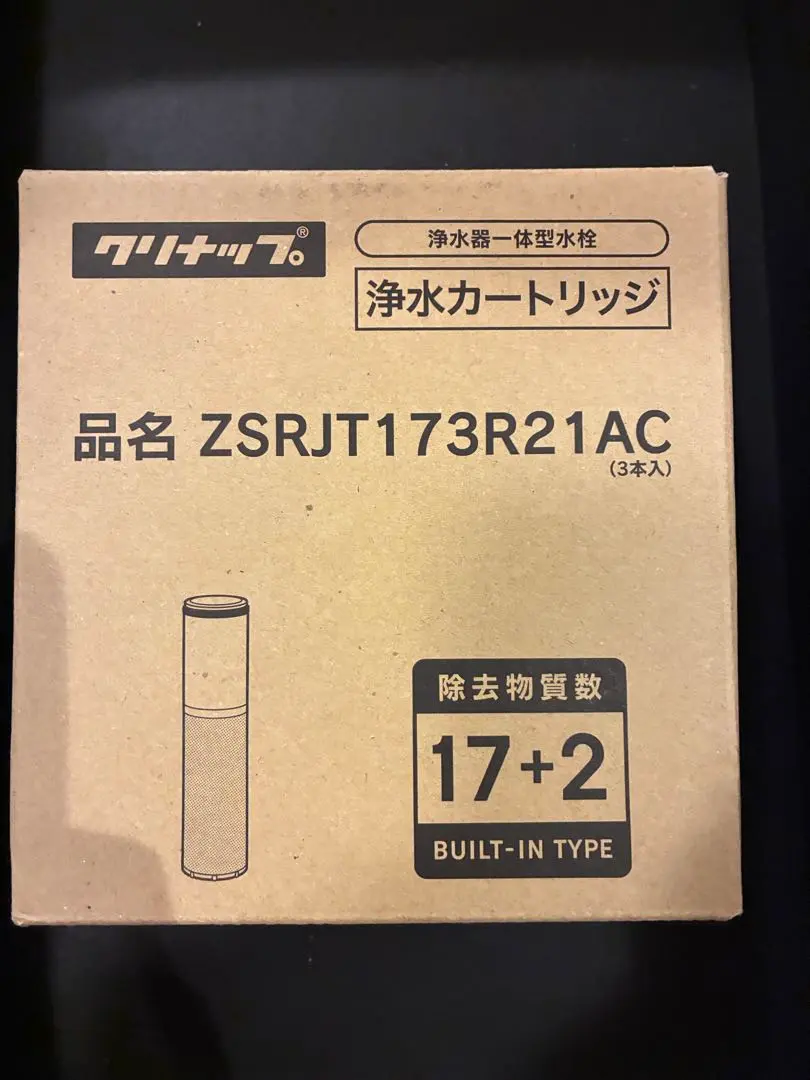 クリナップ®
浄水器一体型水栓
浄水カートリッジ
品名 ZSRJT173R21AC
(3本入)
除去物質数
17+2
BUILT-IN TYPE